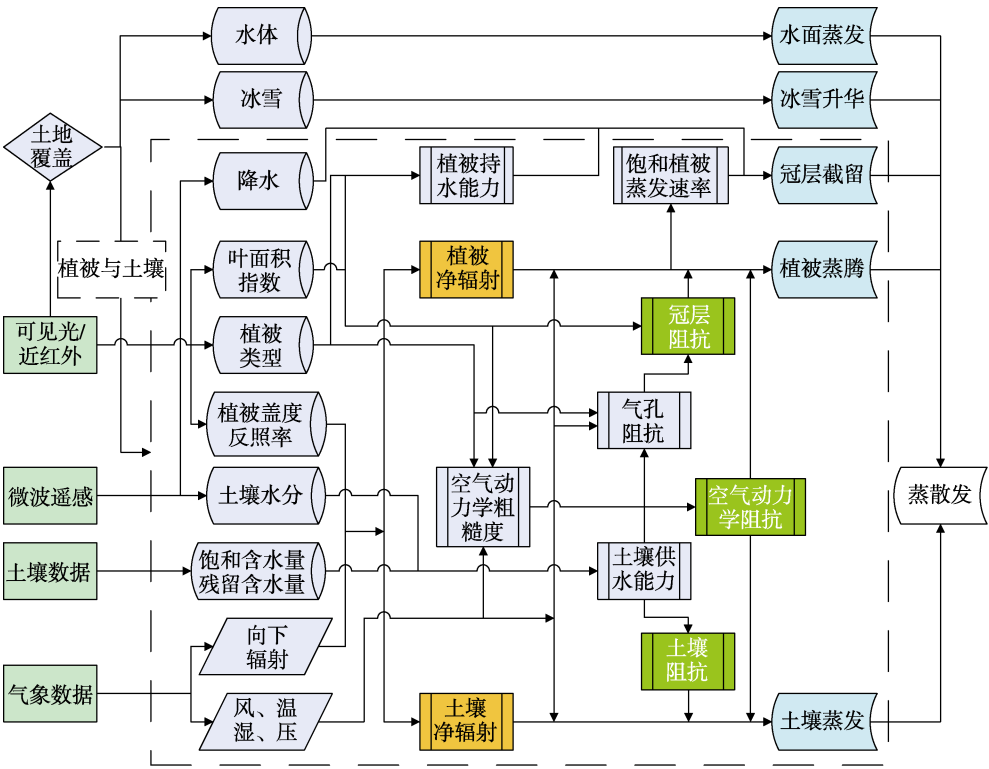 水体
水面蒸发
冰雪
冰雪升华
土地
覆盖
降水
植被持
水能力
饱和植被
蒸发速率
冠层截留
植被与土壤
叶面积
指数
植被
净辐射
植被蒸腾
可见光/
近红外
植被
类型
冠层
阻抗
植被盖度
反照率
气孔
阻抗
微波遥感
土壤水分
空气动
力学粗
糙度
空气动力
学阻抗
蒸散发
土壤数据
饱和含水量
残留含水量
土壤供
水能力
向下
辐射
土壤
阻抗
气象数据
风、温
湿、压
土壤
净辐射
土壤蒸发